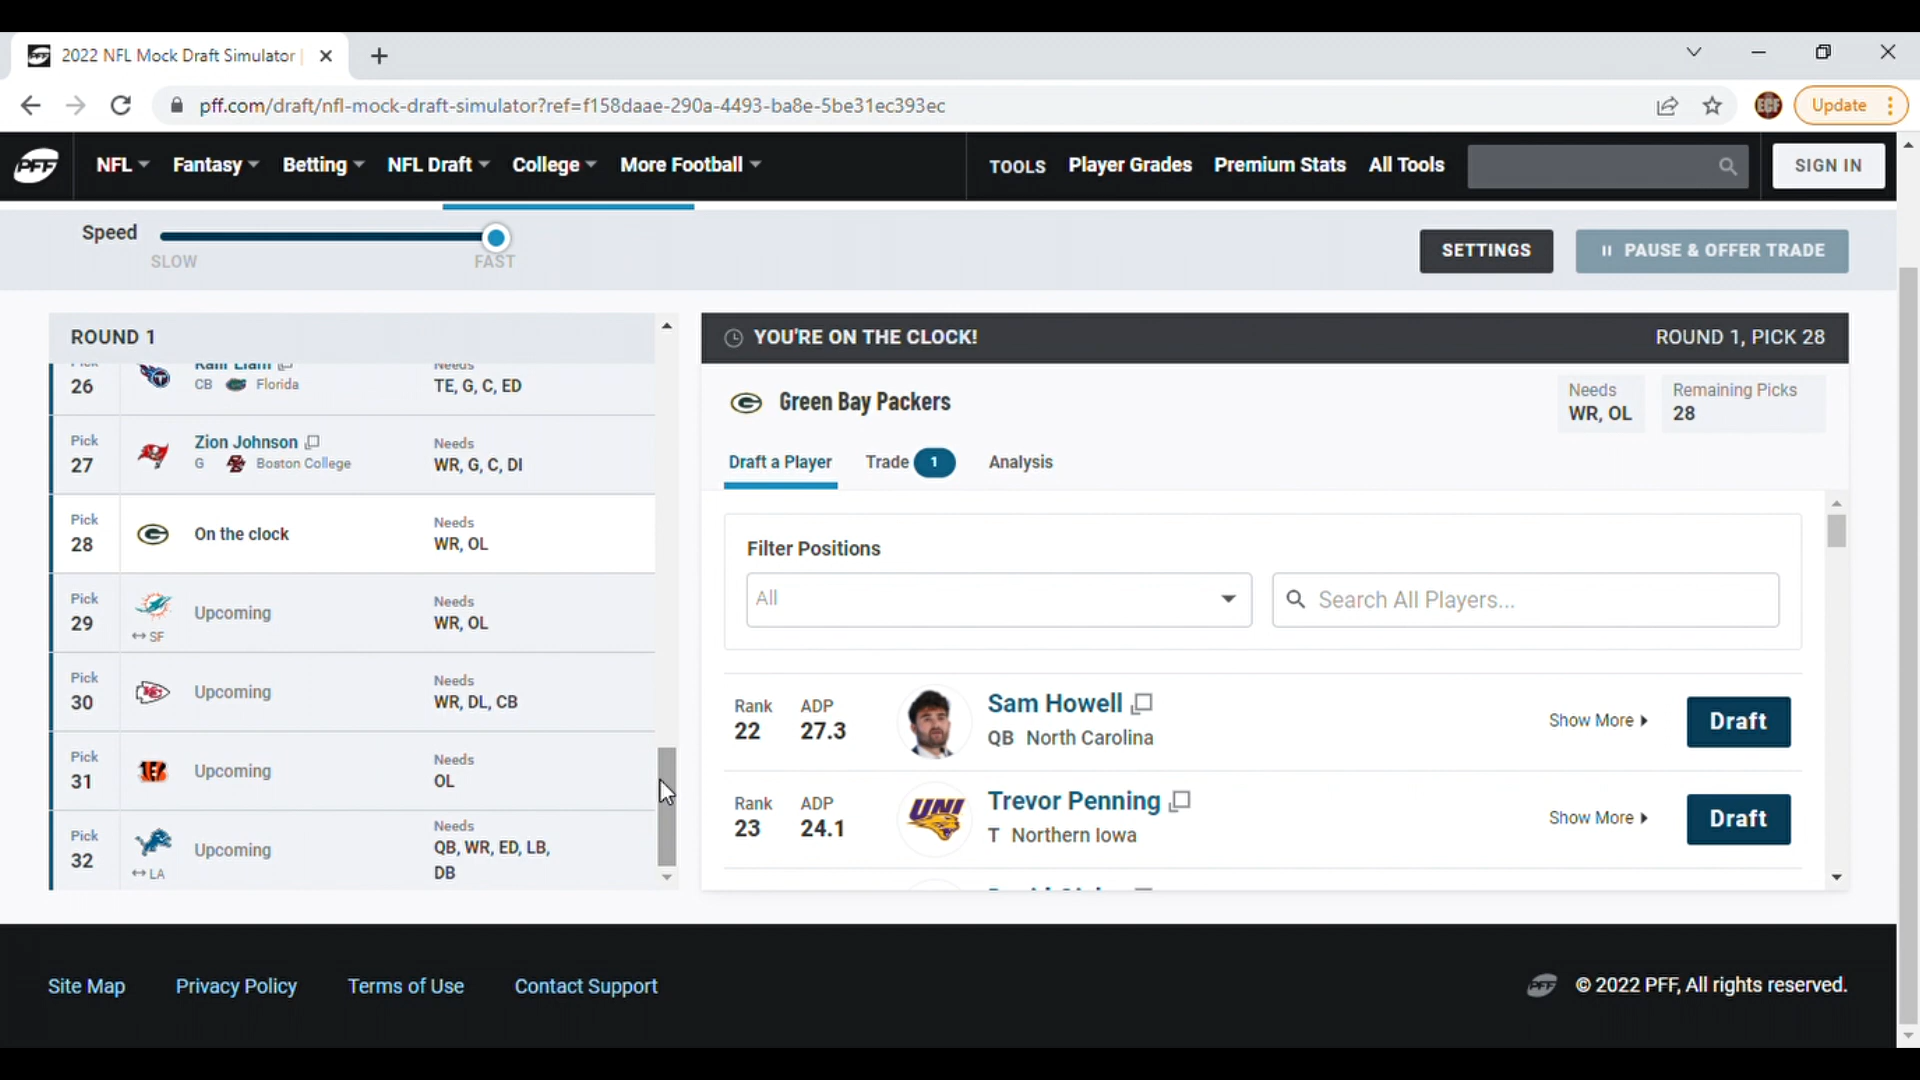 2022 NFL Mock Draft Simulator
pff.com/draft/nfl-mock-draft-simulator?ref=f158daae-290a-4493-ba8e-5be31ec393ec
ECF
Update
PFF
NFL
Fantasy
Betting
NFL Draft
College
More Football
TOOLS
Player Grades
Premium Stats
All Tools
SIGN IN
Speed
SLOW
FAST
SETTINGS
PAUSE & OFFER TRADE
ROUND 1
26
CB Florida
Needs
TE, G, C, ED
Pick
27
Zion Johnson
G Boston College
Needs
WR, G, C, DI
Pick
28
On the clock
Needs
WR, OL
Pick
29
↔ SF
Upcoming
Needs
WR, OL
Pick
30
Upcoming
Needs
WR, DL, CB
Pick
31
Upcoming
Needs
OL
Pick
32
↔ LA
Upcoming
Needs
QB, WR, ED, LB,
DB
YOU'RE ON THE CLOCK!
ROUND 1, PICK 28
Green Bay Packers
Needs
WR, OL
Remaining Picks
28
Draft a Player
Trade 1
Analysis
Filter Positions
All
Search All Players...
Rank
22
ADP
27.3
Sam Howell
QB North Carolina
Show More
Draft
Rank
23
ADP
24.1
UNI
Trevor Penning
T Northern Iowa
Show More
Draft
Site Map
Privacy Policy
Terms of Use
Contact Support
PFF
© 2022 PFF, All rights reserved.